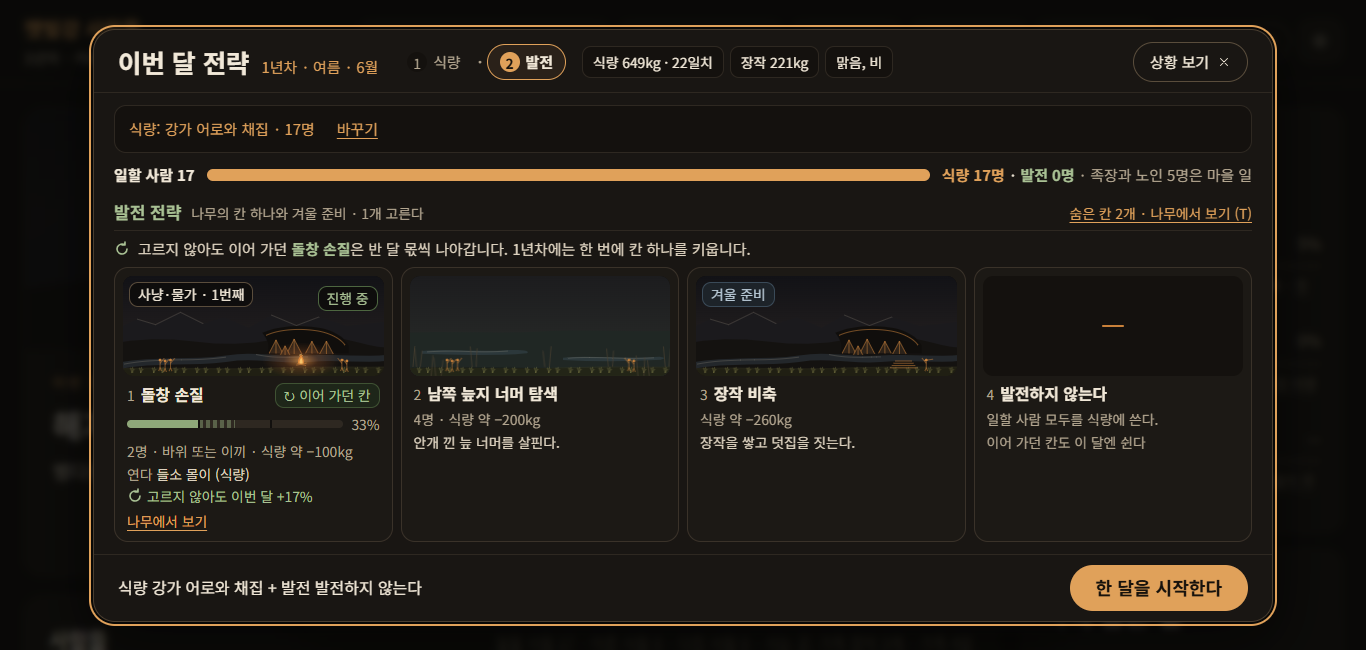 이번 달 전략 1년차 · 여름 · 6월 1 식량 · 2 발전 식량 649kg · 22일치 장작 221kg 맑음, 비 상황 보기 ×
식량: 강가 어로와 채집 · 17명 바꾸기
일할 사람 17 식량 17명 · 발전 0명 · 족장과 노인 5명은 마을 일
발전 전략 나무의 칸 하나와 겨울 준비 · 1개 고른다 숨은 칸 2개 · 나무에서 보기 (T)
↻ 고르지 않아도 이어 가던 돌창 손질은 반 달 몫씩 나아갑니다. 1년차에는 한 번에 칸 하나를 키웁니다.
사냥·물가 · 1번째 진행 중
1 돌창 손질 ↻ 이어 가던 칸
33%
2명 · 바위 또는 이끼 · 식량 약 −100kg
연다 들소 몰이 (식량)
↻ 고르지 않아도 이번 달 +17%
나무에서 보기
2 남쪽 늪지 너머 탐색
4명 · 식량 약 −200kg
안개 낀 늪 너머를 살핀다.
겨울 준비
3 장작 비축
식량 약 −260kg
장작을 쌓고 덧집을 짓는다.
—
4 발전하지 않는다
일할 사람 모두를 식량에 쓴다.
이어 가던 칸도 이 달엔 쉰다
식량 강가 어로와 채집 + 발전 발전하지 않는다 한 달을 시작한다